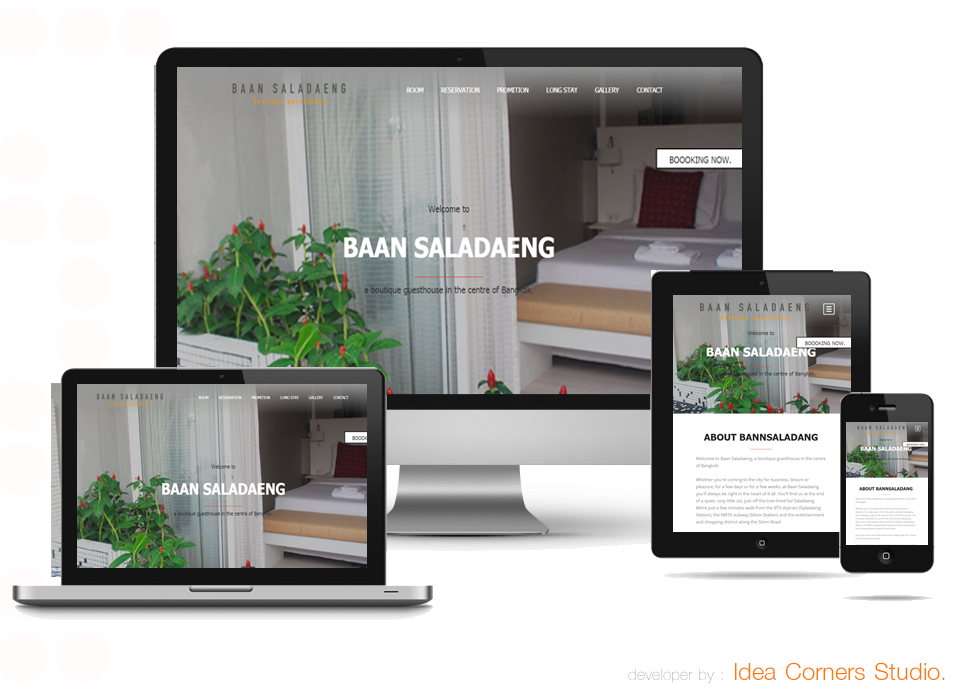 BAAN SALADAENG
ROOM RESERVATION PROMITION LONG STAY GALLERY CONTACT
BOOOKING NOW.
Welcome to
BAAN SALADAENG
a boutique guesthouse in the centre of Bangkok.
BAAN SALADAENG
ROOM RESERVATION PROMITION LONG STAY GALLERY CONTACT
BOOOK
Welcome to
BAAN SALADAENG
a boutique guesthouse in the centre of Bangkok.
BAAN SALADAENG
Welcome to
BOOOKING NOW.
BAAN SALADAENG
a boutique guesthouse in the centre of Bangkok.
ABOUT BANNSALADANG
Welcome to Baan Saladaeng, a boutique guesthouse in the centre
of Bangkok.
Whether you're coming to the city for business, leisure or
pleasure, for a few days or for a few weeks, at Baan Saladaeng
you'll always be right in the heart of it all. You'll find us at the end
of a quiet, cosy little soi, just off the tree-lined Soi Saladaeng.
We're just a few minutes walk from the BTS skytrain (Saladaeng
Station), the MRTA subway (Silom Station) and the entertainment
and shopping district along the Silom Road.
BAAN SALADAENG
BAAN SALADAENG
ABOUT BANNSALADANG
developer by : Idea Corners Studio.